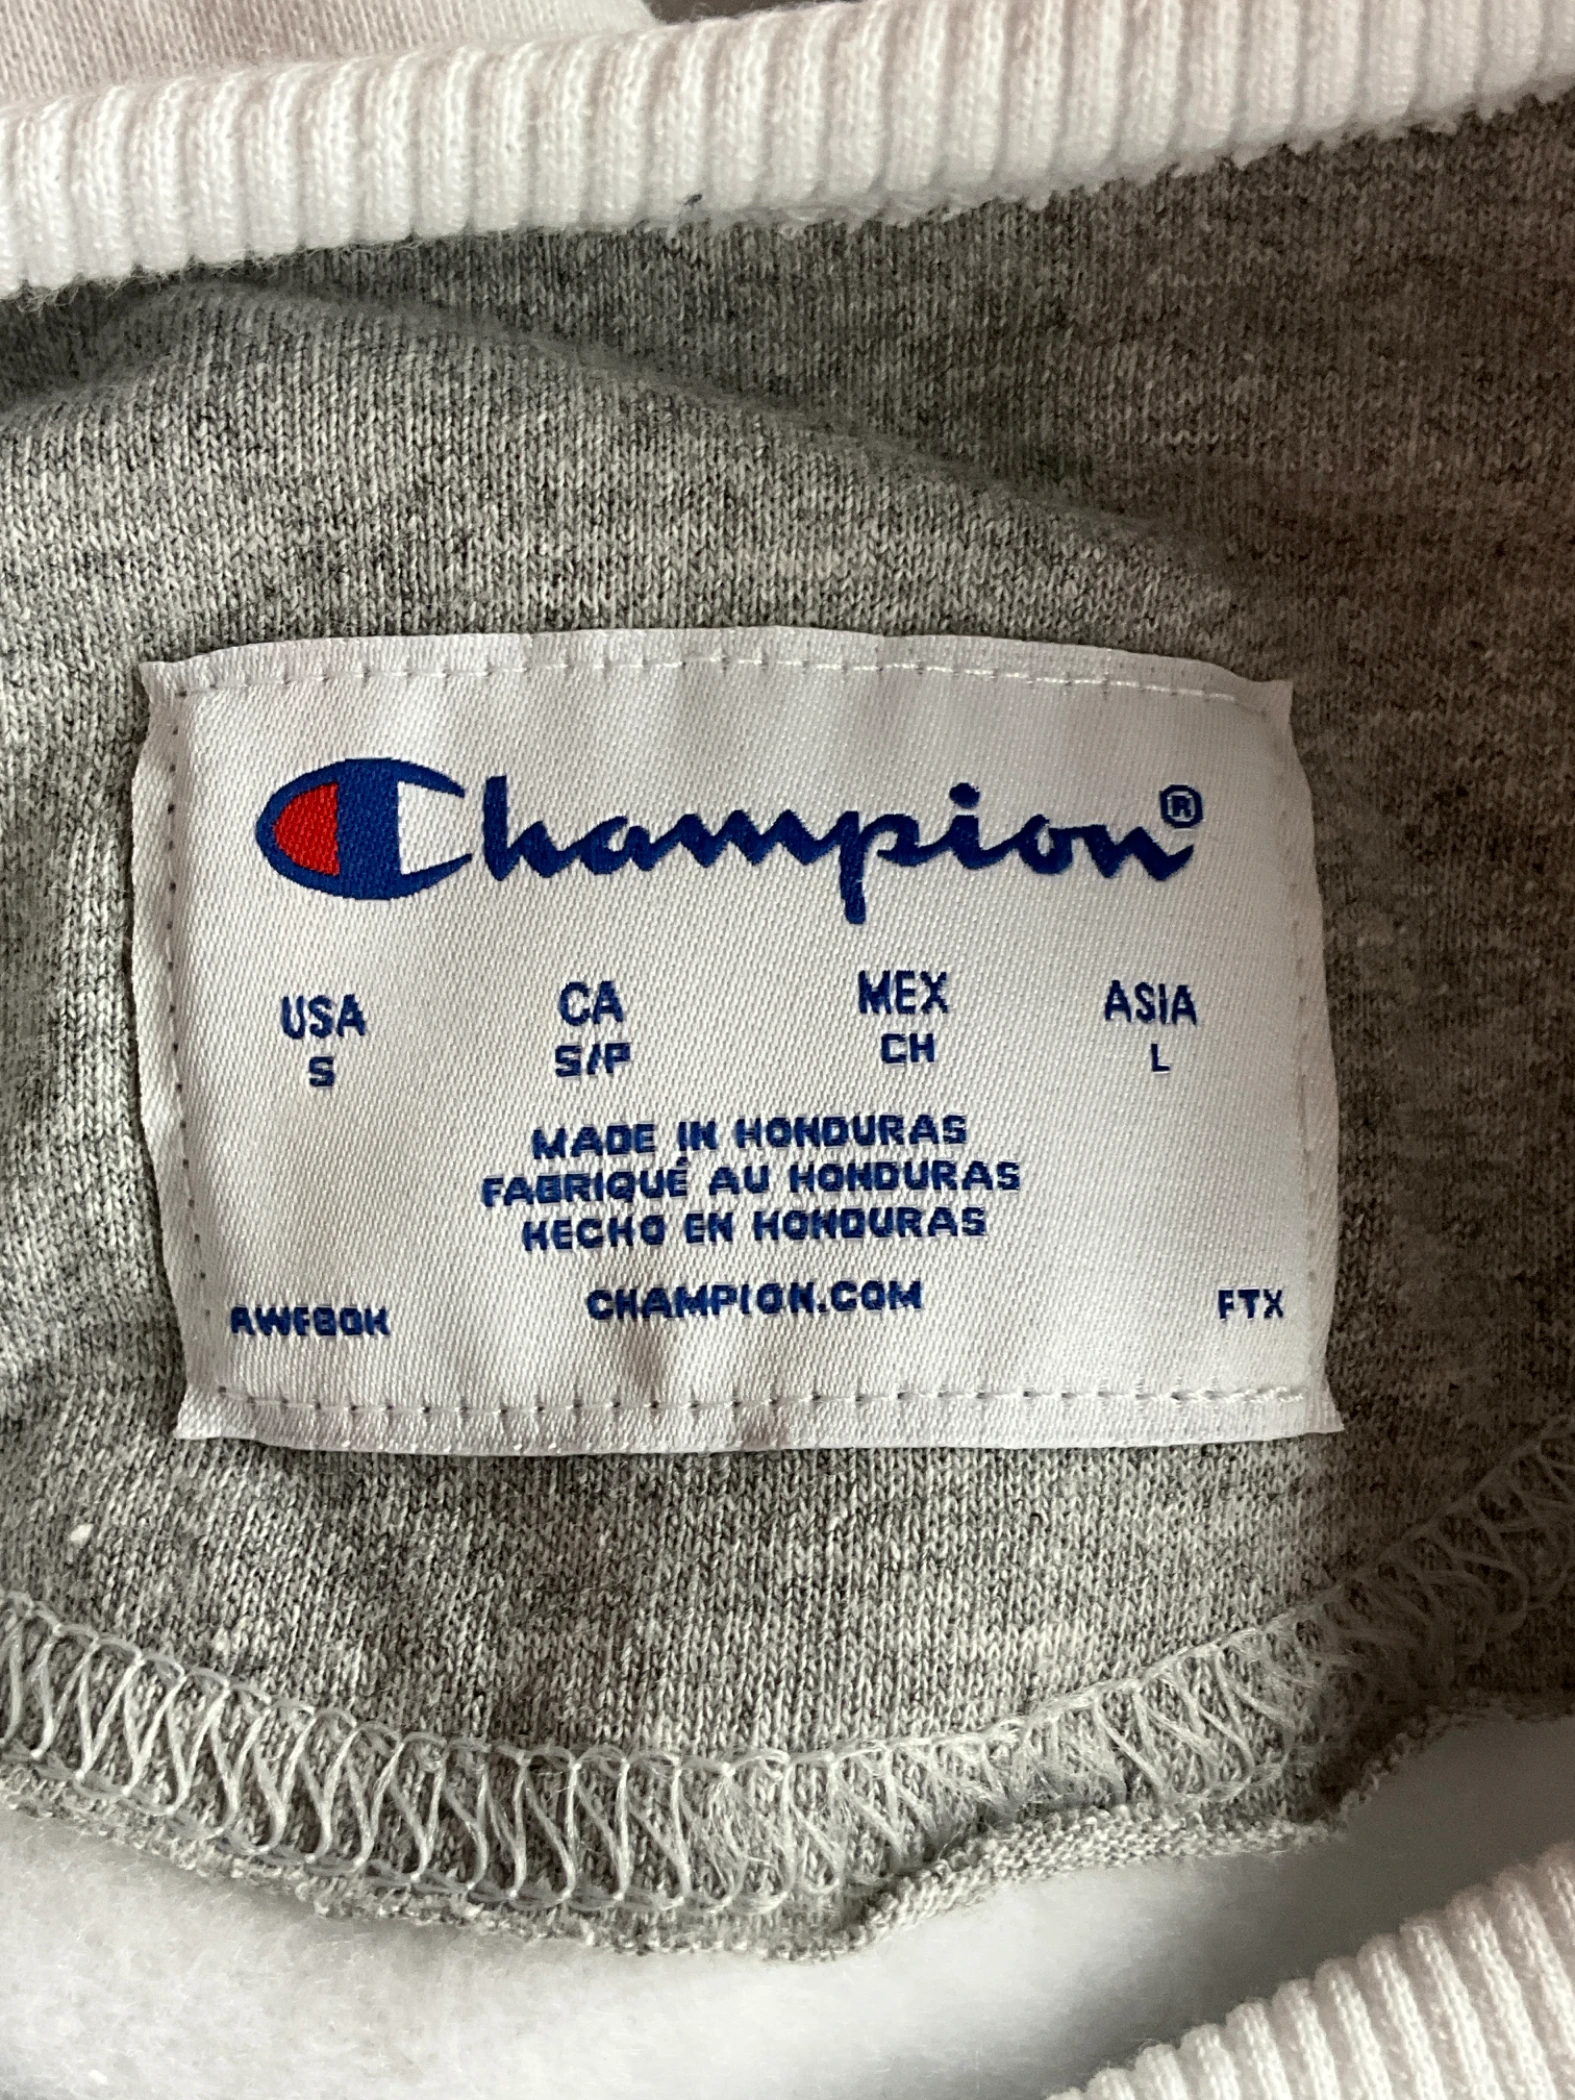 Champion®
USA CA MEX ASIA
S S/P CH L
MADE IN HONDURAS
FABRIQUÉ AU HONDURAS
HECHO EN HONDURAS
CHAMPION.COM FTX